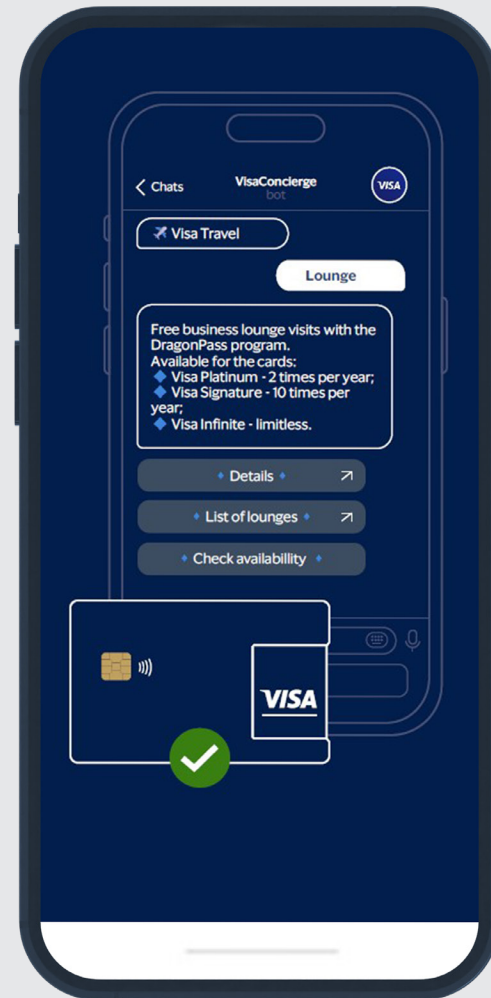 Chats
VisaConcierge
bot
VISA
Visa Travel
Lounge
Free business lounge visits with the
DragonPass program.
Available for the cards:
Visa Platinum - 2 times per year;
Visa Signature - 10 times per
year;
Visa Infinite - limitless.
Details
List of lounges
Check availabillity
VISA